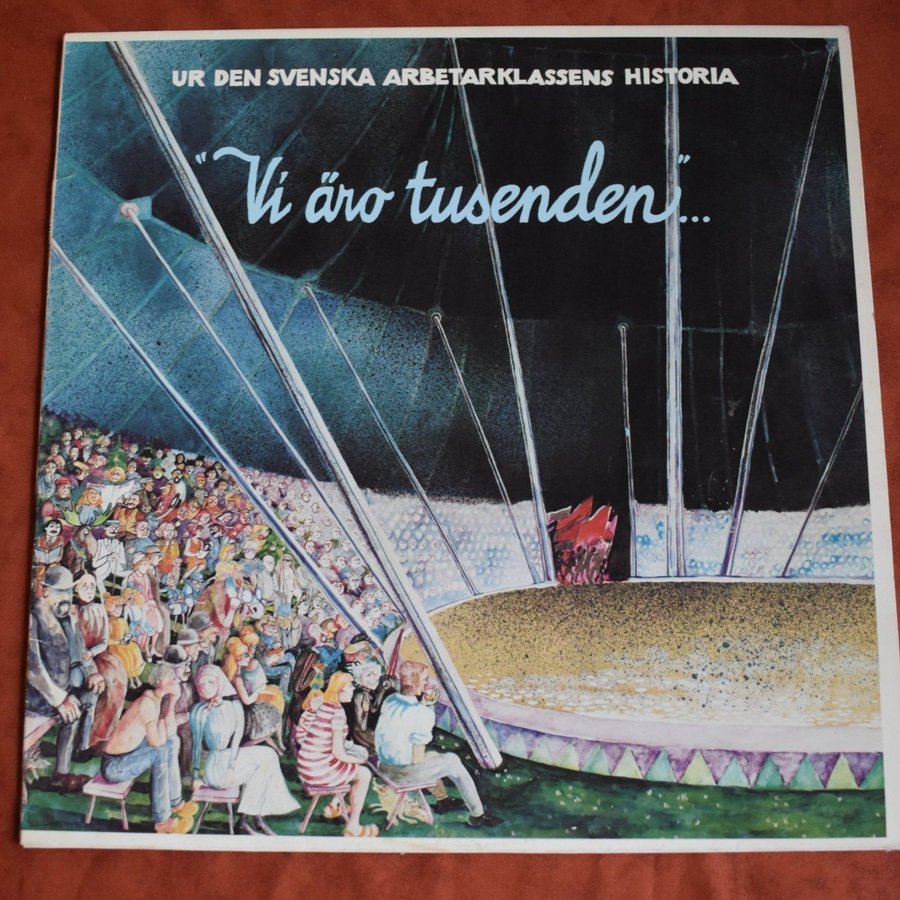 UR DEN SVENSKA ARBETARKLASSENS HISTORIA
"Vi äro tusenden"...